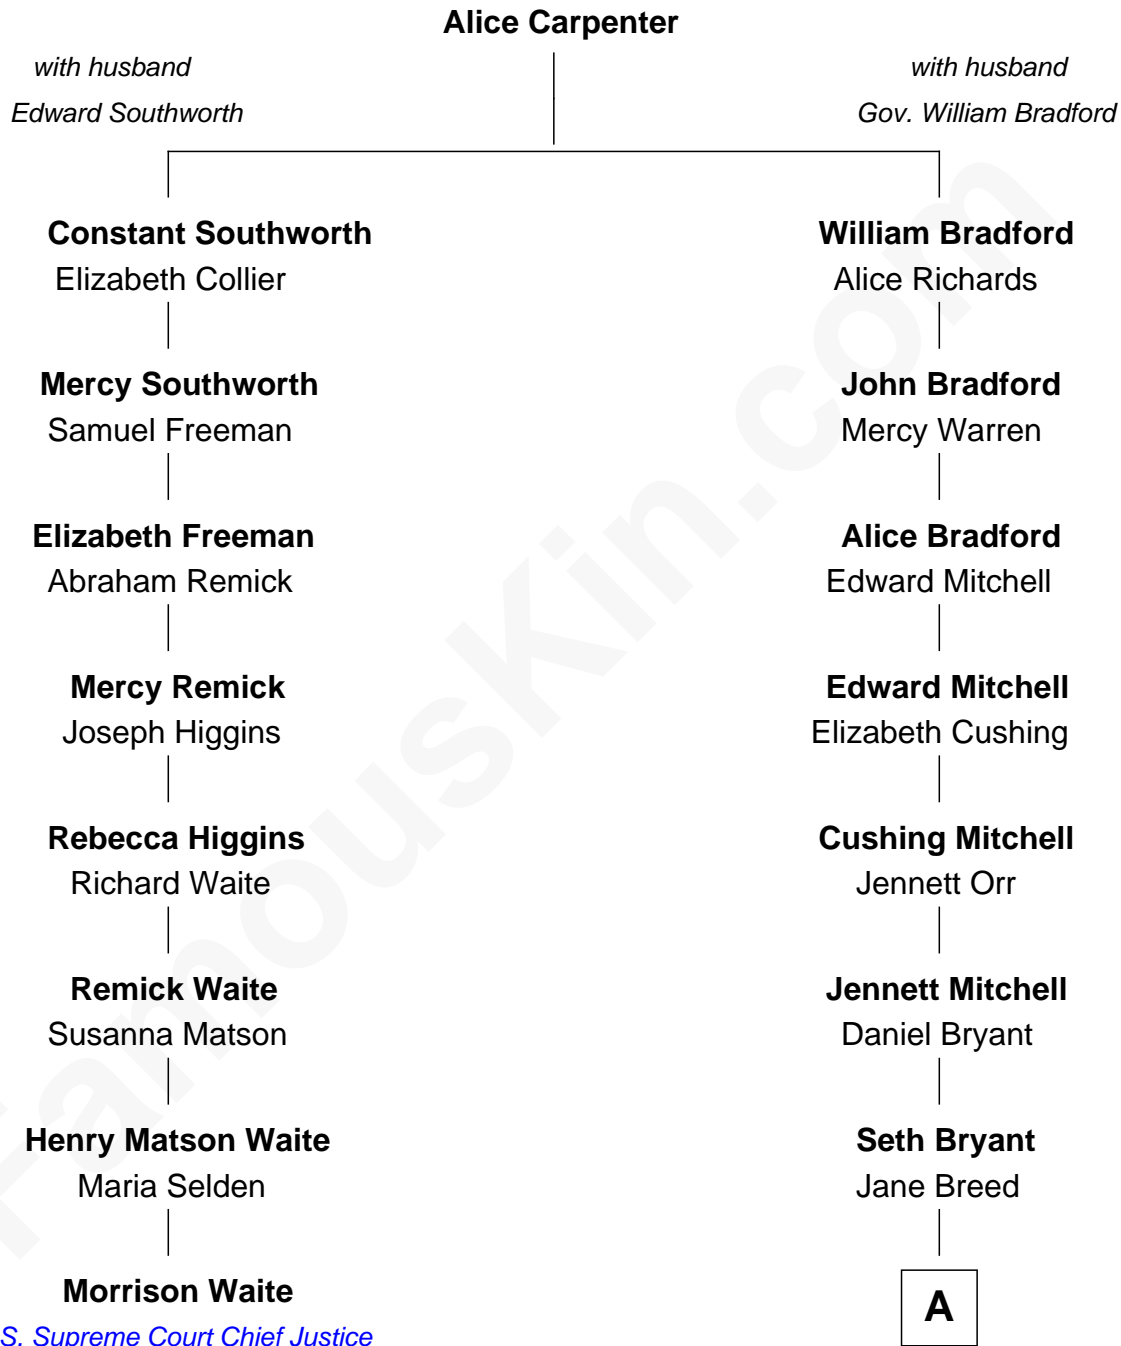 Alice Carpenter
with husband
Edward Southworth
with husband
Gov. William Bradford
Constant Southworth
Elizabeth Collier
William Bradford
Alice Richards
Mercy Southworth
Samuel Freeman
John Bradford
Mercy Warren
Elizabeth Freeman
Abraham Remick
Alice Bradford
Edward Mitchell
Mercy Remick
Joseph Higgins
Edward Mitchell
Elizabeth Cushing
Rebecca Higgins
Richard Waite
Cushing Mitchell
Jennett Orr
Remick Waite
Susanna Matson
Jennett Mitchell
Daniel Bryant
Henry Matson Waite
Maria Selden
Seth Bryant
Jane Breed
Morrison Waite
S. Supreme Court Chief Justice
A
FamousKin.com